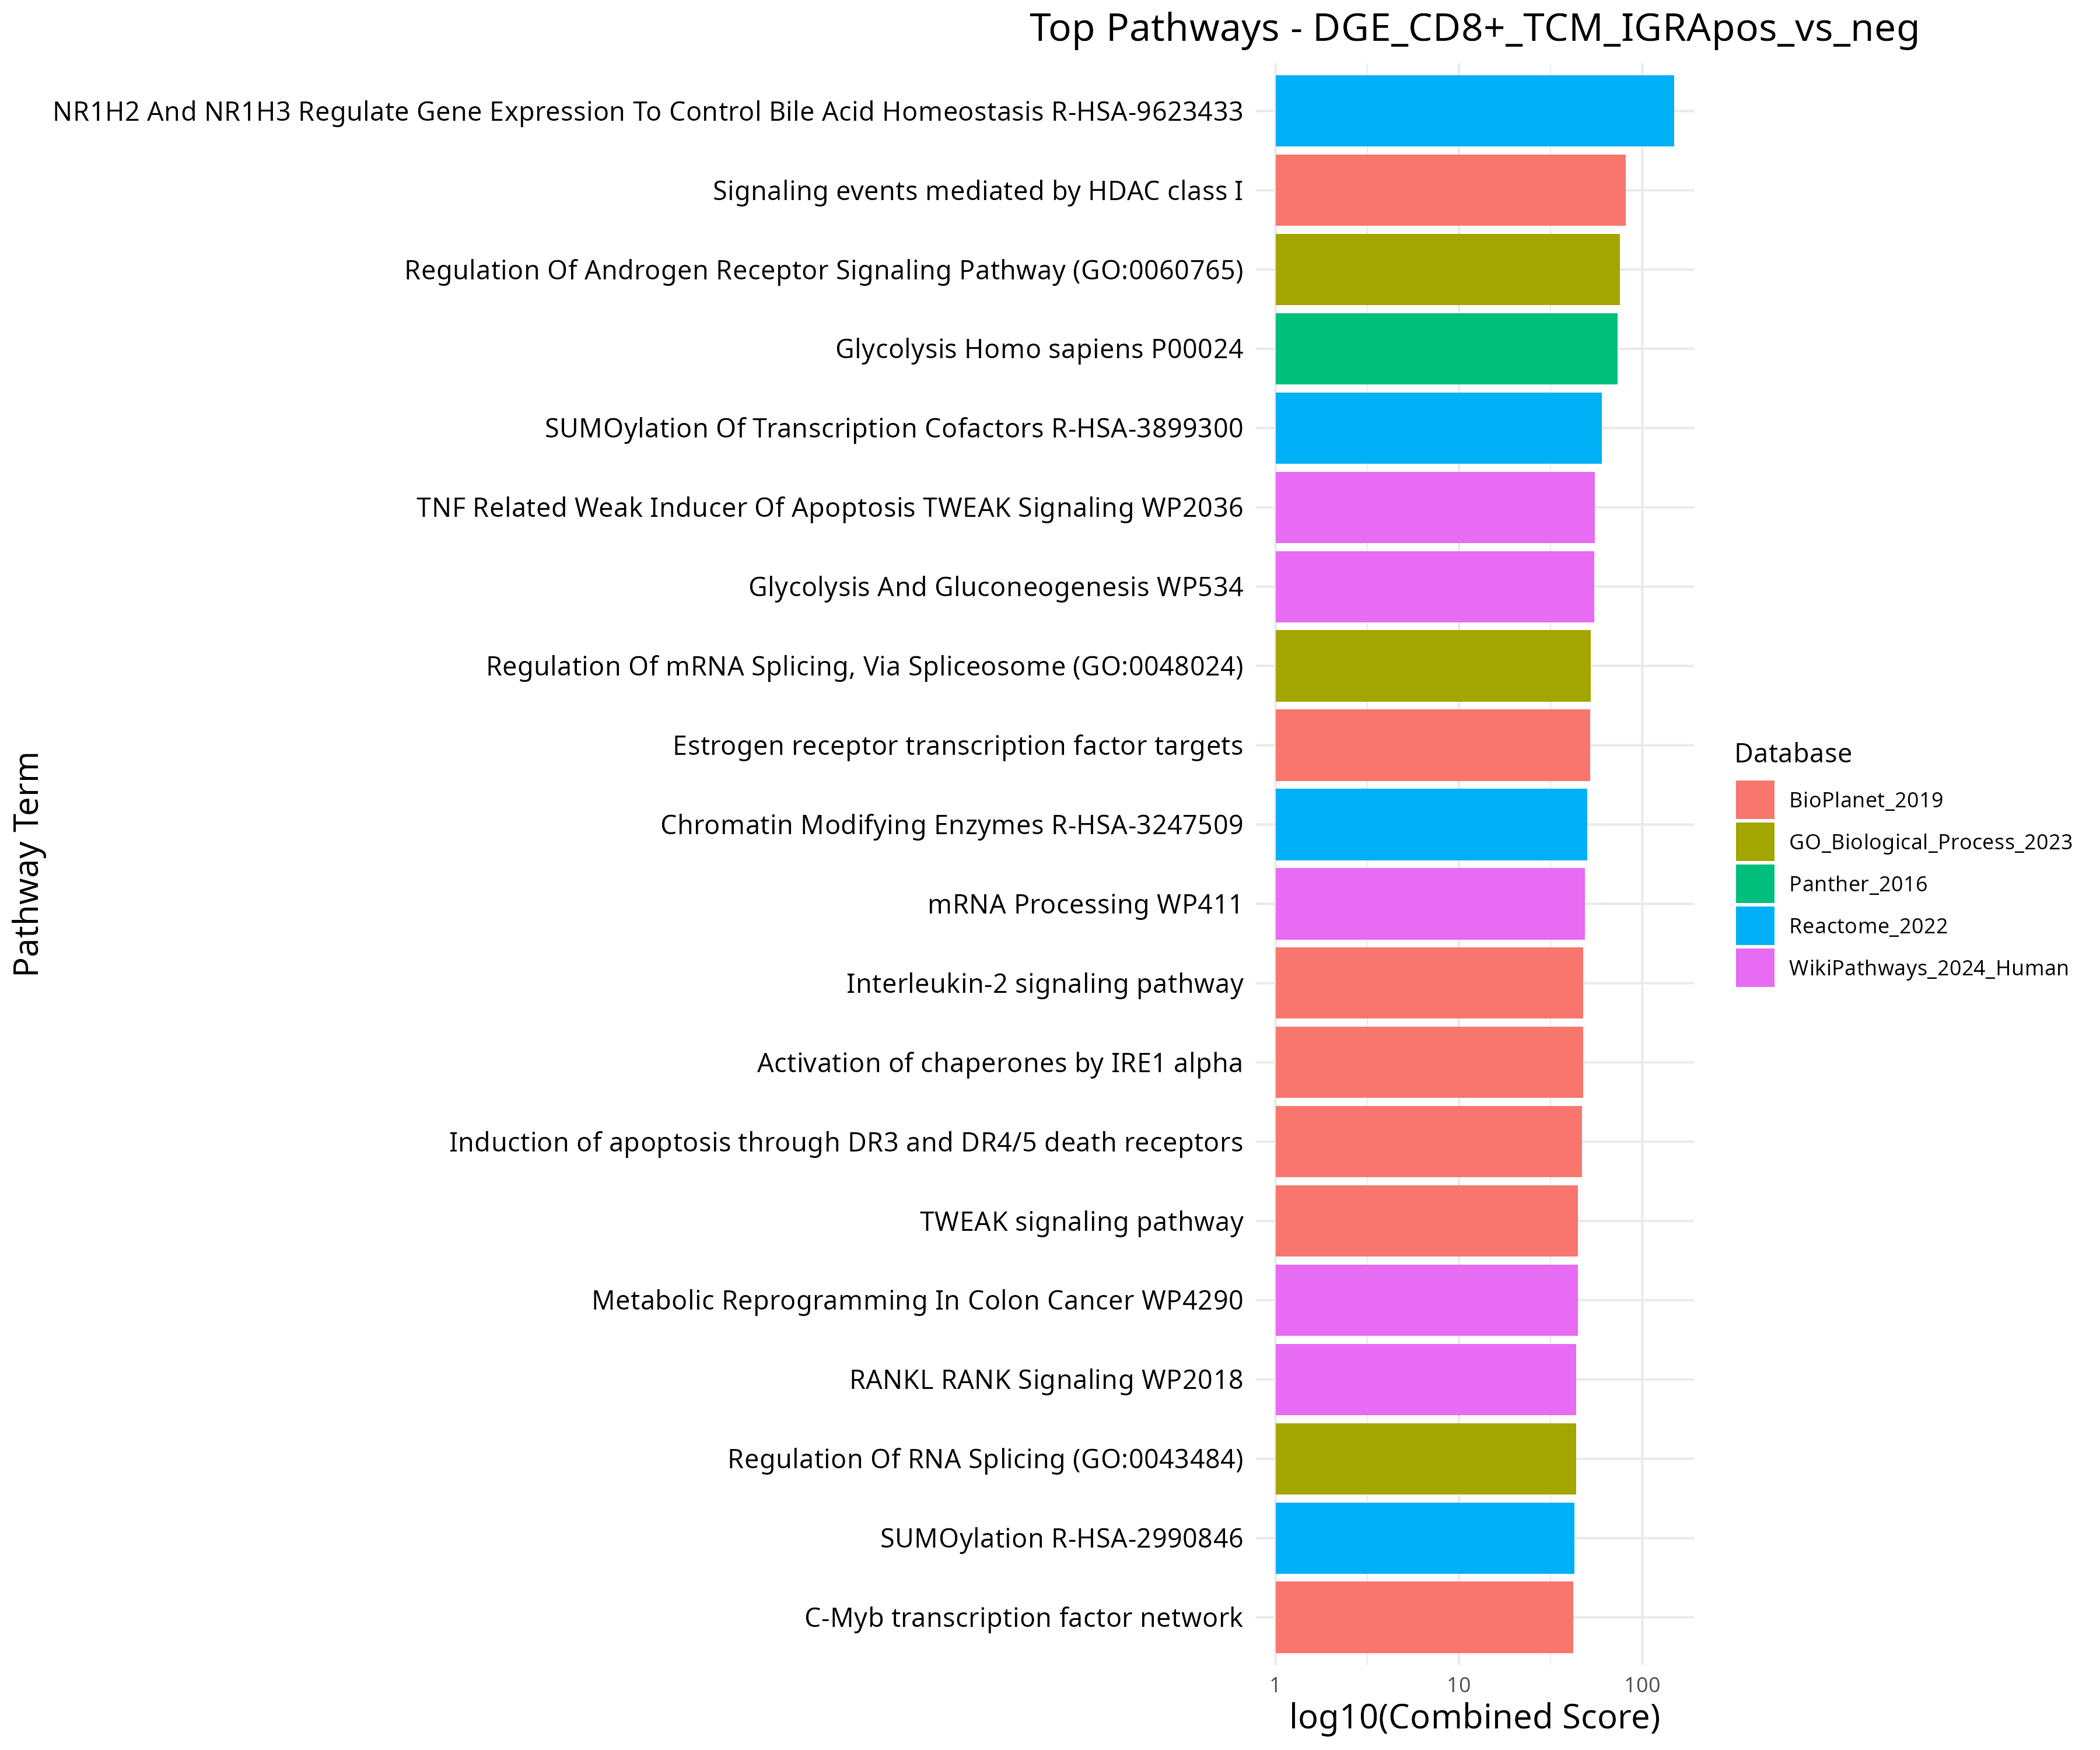 Top Pathways - DGE_CD8+_TCM_IGRApos_vs_neg
Pathway Term
NR1H2 And NR1H3 Regulate Gene Expression To Control Bile Acid Homeostasis R-HSA-9623433
Signaling events mediated by HDAC class I
Regulation Of Androgen Receptor Signaling Pathway (GO:0060765)
Glycolysis Homo sapiens P00024
SUMOylation Of Transcription Cofactors R-HSA-3899300
TNF Related Weak Inducer Of Apoptosis TWEAK Signaling WP2036
Glycolysis And Gluconeogenesis WP534
Regulation Of mRNA Splicing, Via Spliceosome (GO:0048024)
Estrogen receptor transcription factor targets
Chromatin Modifying Enzymes R-HSA-3247509
mRNA Processing WP411
Interleukin-2 signaling pathway
Activation of chaperones by IRE1 alpha
Induction of apoptosis through DR3 and DR4/5 death receptors
TWEAK signaling pathway
Metabolic Reprogramming In Colon Cancer WP4290
RANKL RANK Signaling WP2018
Regulation Of RNA Splicing (GO:0043484)
SUMOylation R-HSA-2990846
C-Myb transcription factor network
1 10 100
log10(Combined Score)
Database
BioPlanet_2019
GO_Biological_Process_2023
Panther_2016
Reactome_2022
WikiPathways_2024_Human